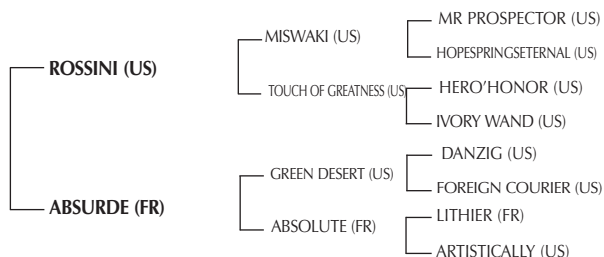 MR PROSPECTOR (US)
MISWAKI (US)
HOPESPRINGSETERNAL (US)
ROSSINI (US)
TOUCH OF GREATNESS (US)
HERO'HONOR (US)
IVORY WAND (US)
DANZIG (US)
GREEN DESERT (US)
FOREIGN COURIER (US)
ABSURDE (FR)
LITHIER (FR)
ABSOLUTE (FR)
ARTISTICALLY (US)